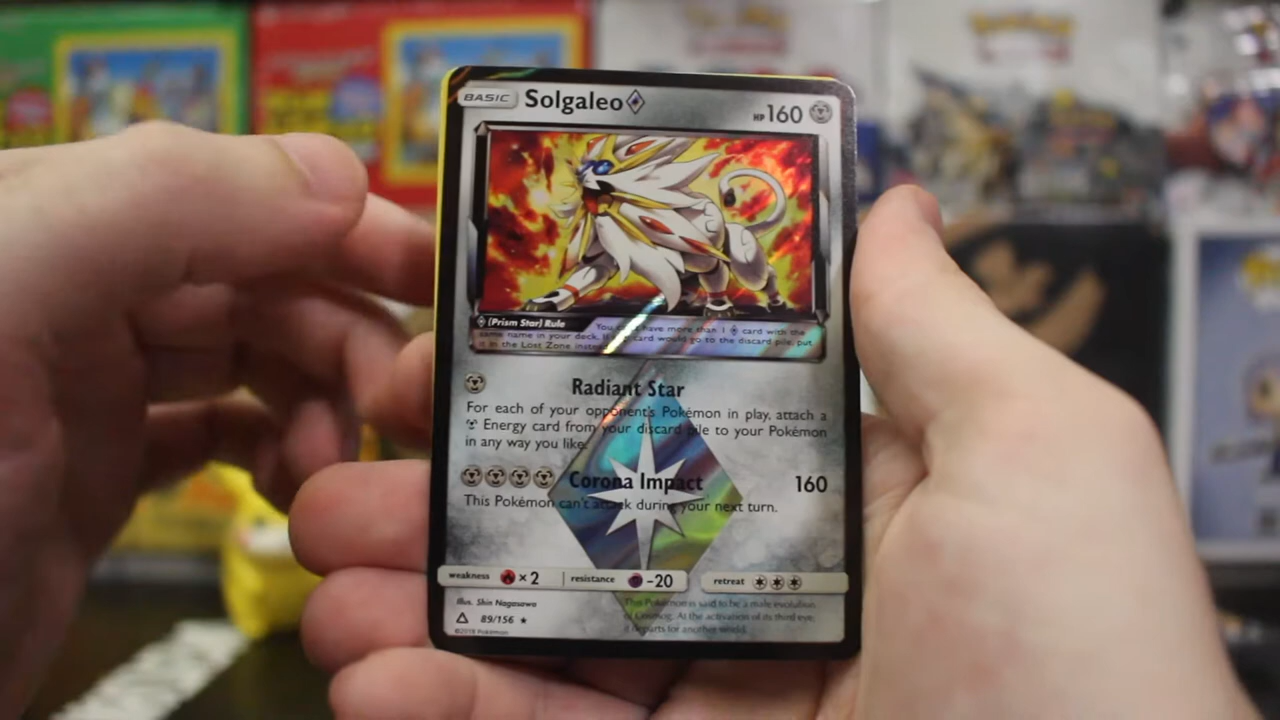 BASIC Solgaleo HP 160
(Prism Star) Rule You can't have more than 1 card with the
same name in your deck. If card would go to the discard pile, put
it in the Lost Zone instead
Radiant Star
For each of your opponent's Pokémon in play, attach a
Energy card from your discard pile to your Pokémon
in any way you like.
Corona Impact 160
This Pokémon can't attack during your next turn.
weakness ×2 resistance -20 retreat
Illus. Shin Nagasawa
89/156
©2018 Pokémon
This Pokémon is said to be a male evolution
of Cosmog. At the activation of its third eye,
it departs for another world.